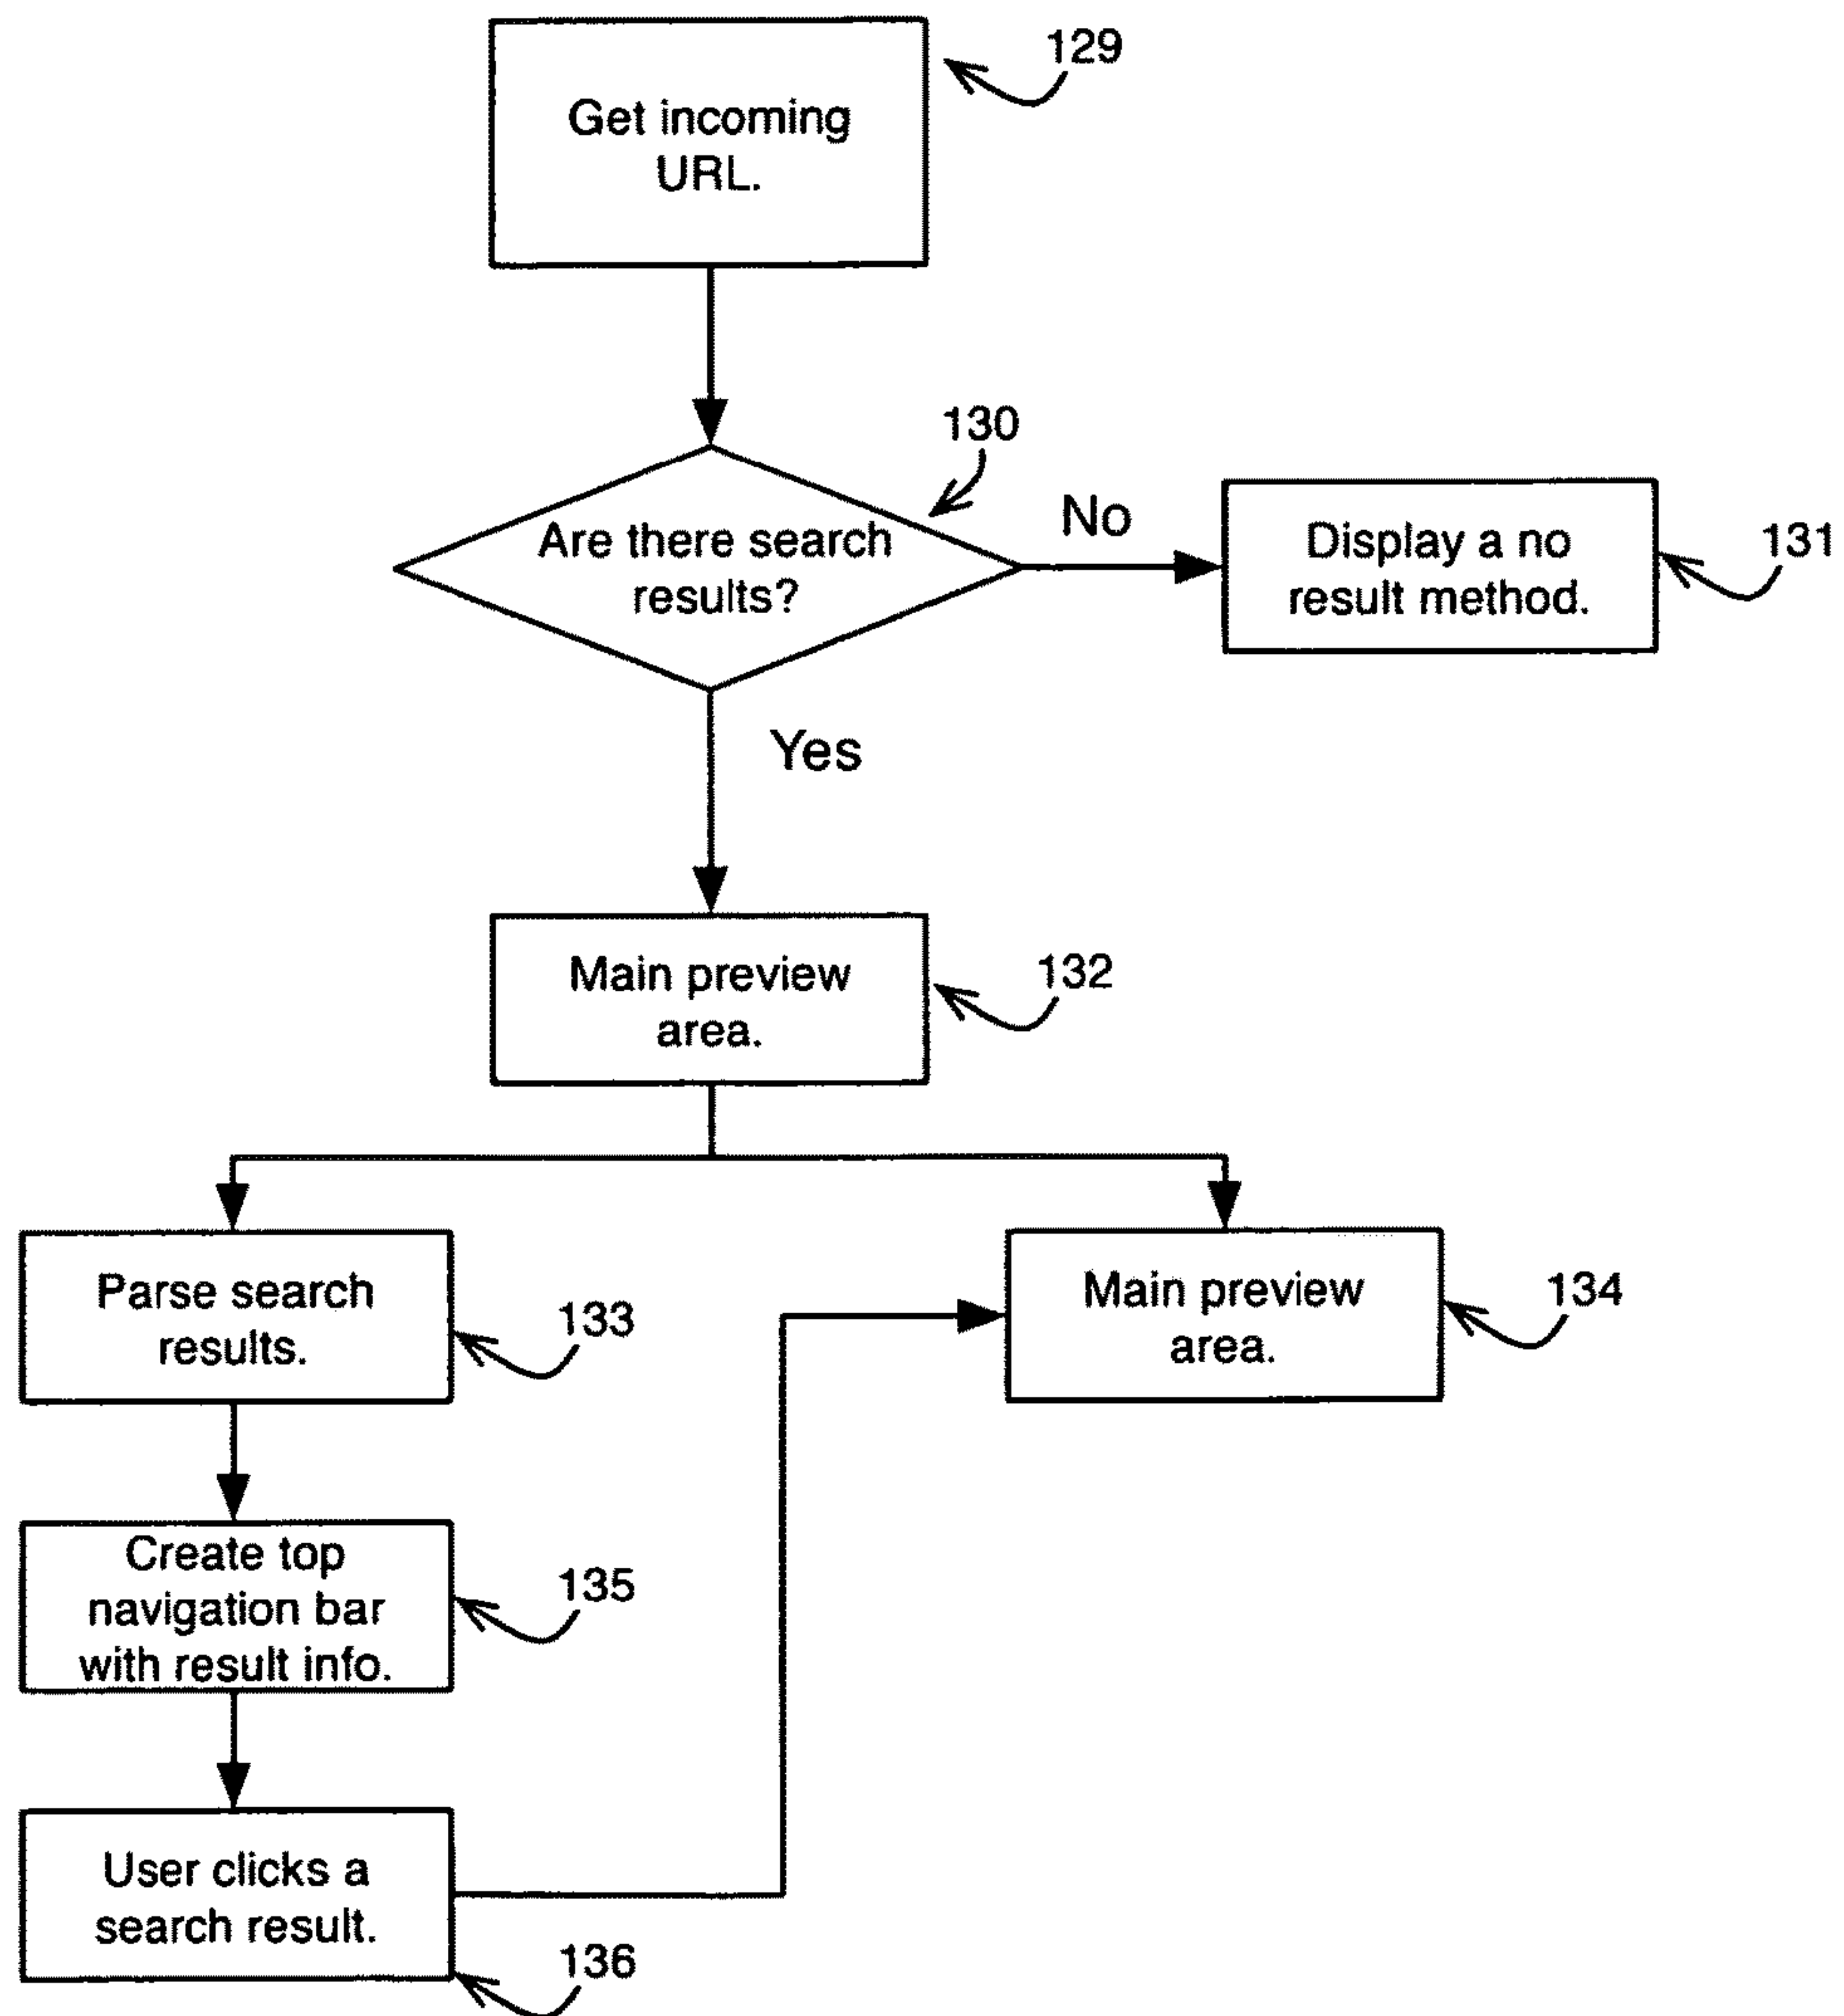 Get incoming
URL.
129
Are there search
results?
130
No
Display a no
result method.
131
Yes
Main preview
area.
132
Parse search
results.
133
Main preview
area.
134
Create top
navigation bar
with result info.
135
User clicks a
search result.
136